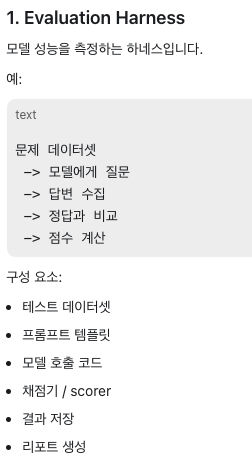 1. Evaluation Harness
모델 성능을 측정하는 하네스입니다.
예:
text
문제 데이터셋
—> 모델에게 질문
—> 답변 수집
—> 정답과 비교
—> 점수 계산
구성 요소:
• 테스트 데이터셋
• 프롬프트 템플릿
• 모델 호출 코드
• 채점기 / scorer
• 결과 저장
• 리포트 생성